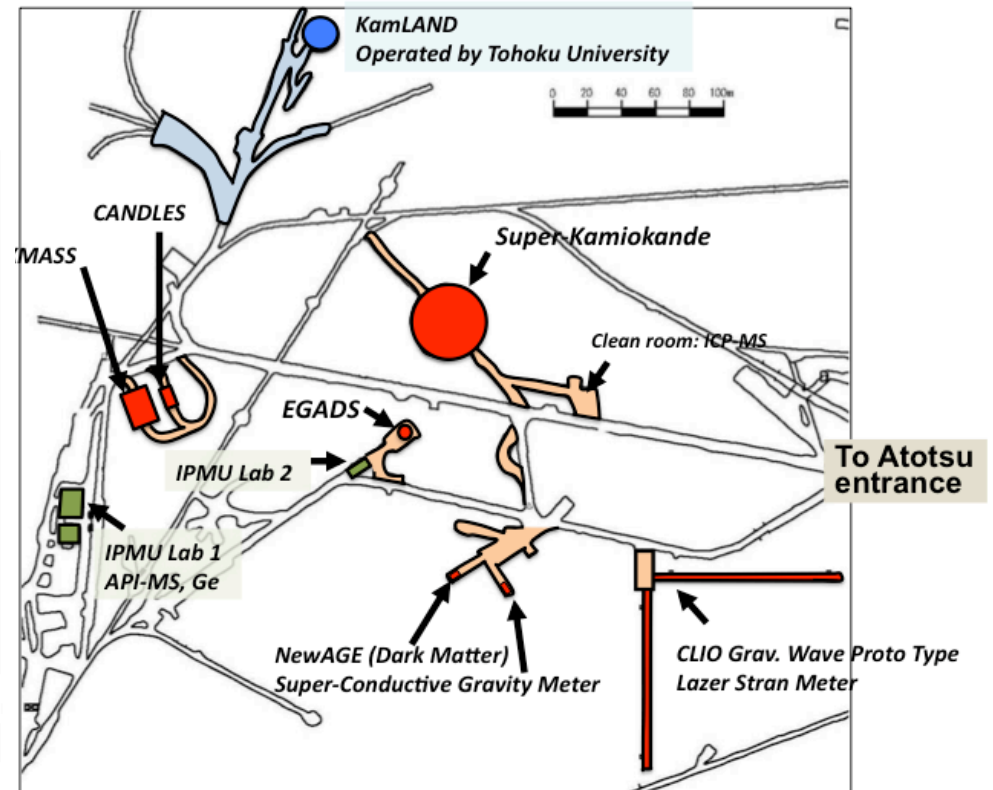 KamLAND
Operated by Tohoku University
0 20 40 60 80 100m
CANDLES
XMASS
Super-Kamiokande
Clean room: ICP-MS
EGADS
IPMU Lab 2
To Atotsu
entrance
IPMU Lab 1
API-MS, Ge
NewAGE (Dark Matter)
Super-Conductive Gravity Meter
CLIO Grav. Wave Proto Type
Lazer Stran Meter